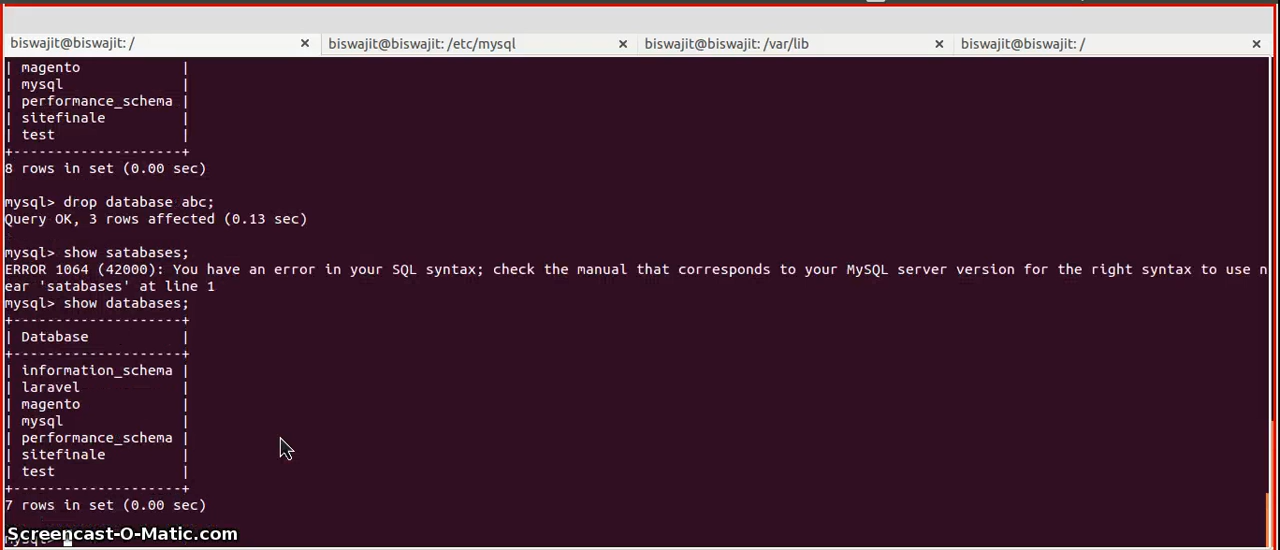 biswajit@biswajit: / × biswajit@biswajit: /etc/mysql × biswajit@biswajit: /var/lib × biswajit@biswajit: / ×
| magento            |
| mysql              |
| performance_schema |
| sitefinale         |
| test               |
+--------------------+
8 rows in set (0.00 sec)
mysql> drop database abc;
Query OK, 3 rows affected (0.13 sec)
mysql> show satabases;
ERROR 1064 (42000): You have an error in your SQL syntax; check the manual that corresponds to your MySQL server version for the right syntax to use n
ear 'satabases' at line 1
mysql> show databases;
+--------------------+
| Database           |
+--------------------+
| information_schema |
| laravel            |
| magento            |
| mysql              |
| performance_schema |
| sitefinale         |
| test               |
+--------------------+
7 rows in set (0.00 sec)
Screencast-O-Matic.com
mysql>